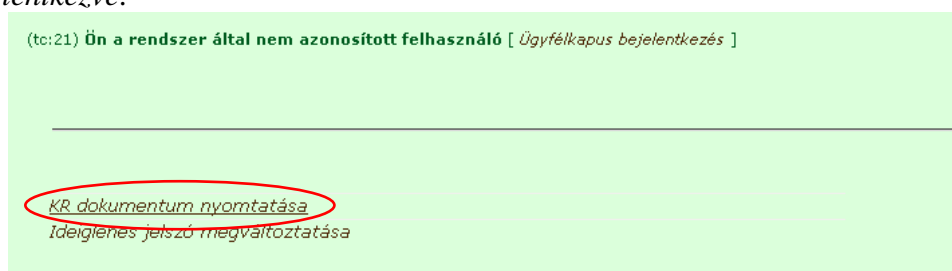 (tc:21) Ön a rendszer által nem azonosított felhasználó [ Ügyfélkapus bejelentkezés ]
KR dokumentum nyomtatása
Ideiglenes jelszó megváltoztatása